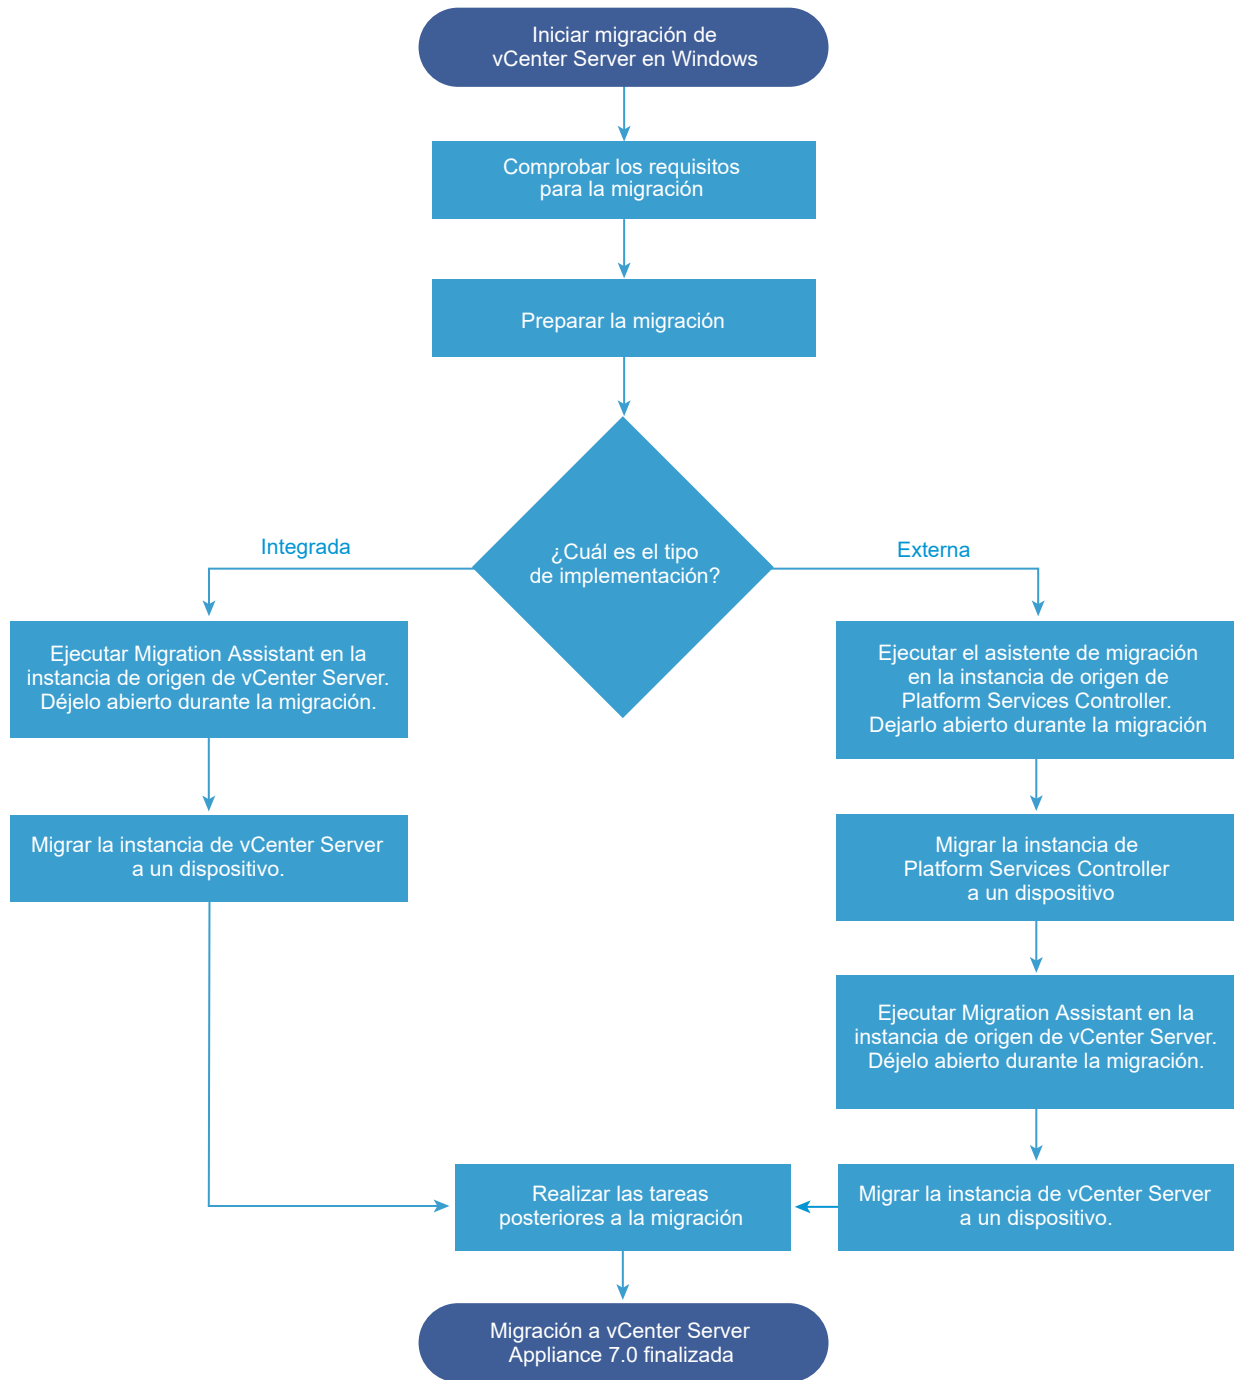 Iniciar migración de
vCenter Server en Windows
Comprobar los requisitos
para la migración
Preparar la migración
¿Cuál es el tipo
de implementación?
Integrada
Externa
Ejecutar Migration Assistant en la
instancia de origen de vCenter Server.
Déjelo abierto durante la migración.
Migrar la instancia de vCenter Server
a un dispositivo.
Ejecutar el asistente de migración
en la instancia de origen de
Platform Services Controller.
Dejarlo abierto durante la migración
Migrar la instancia de
Platform Services Controller
a un dispositivo
Ejecutar Migration Assistant en la
instancia de origen de vCenter Server.
Déjelo abierto durante la migración.
Migrar la instancia de vCenter Server
a un dispositivo.
Realizar las tareas
posteriores a la migración
Migración a vCenter Server
Appliance 7.0 finalizada